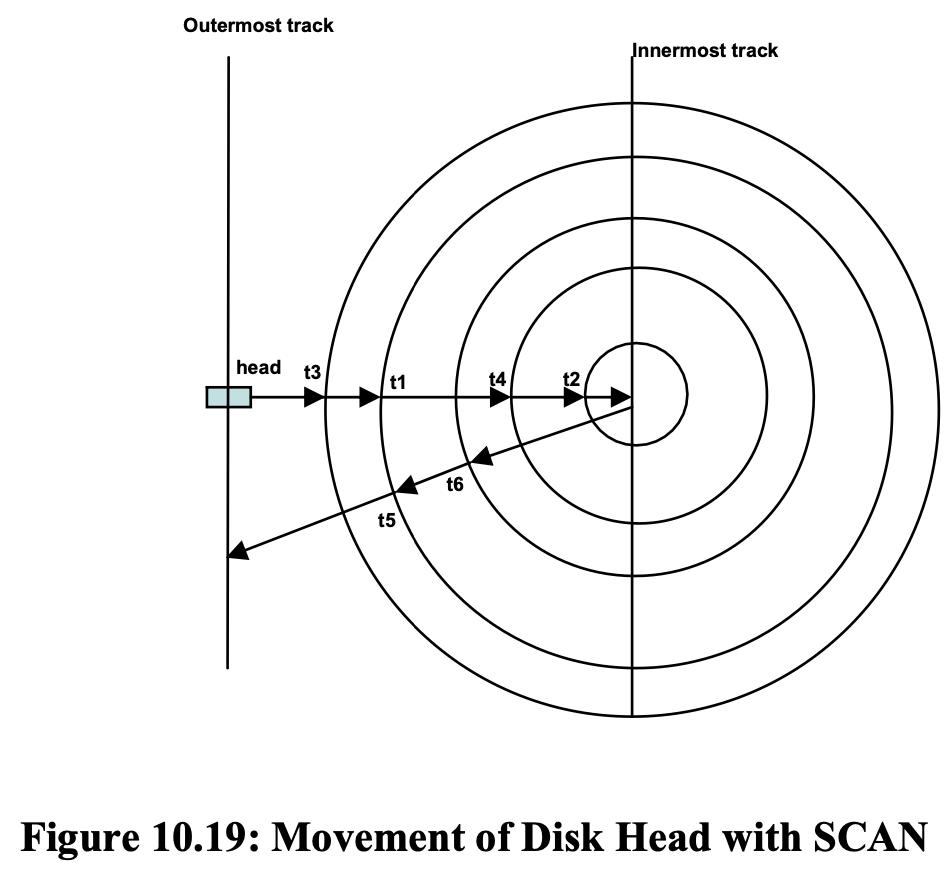 Outermost track
Innermost track
head
t3
t1
t4
t2
t6
t5
Figure 10.19: Movement of Disk Head with SCAN